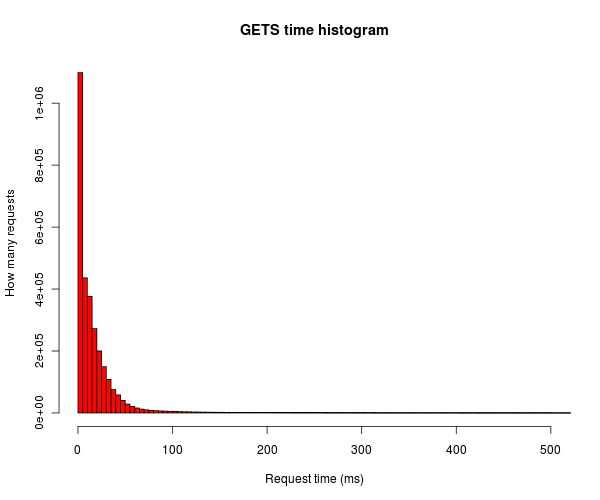 GETS time histogram
How many requests
1e+06
8e+05
6e+05
4e+05
2e+05
0e+00
0 100 200 300 400 500
Request time (ms)